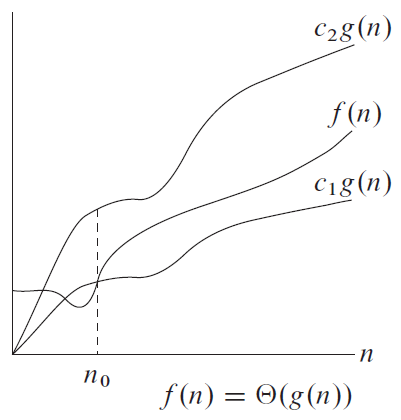 c₂g(n)
f(n)
c₁g(n)
n
n₀
f(n) = Θ(g(n))